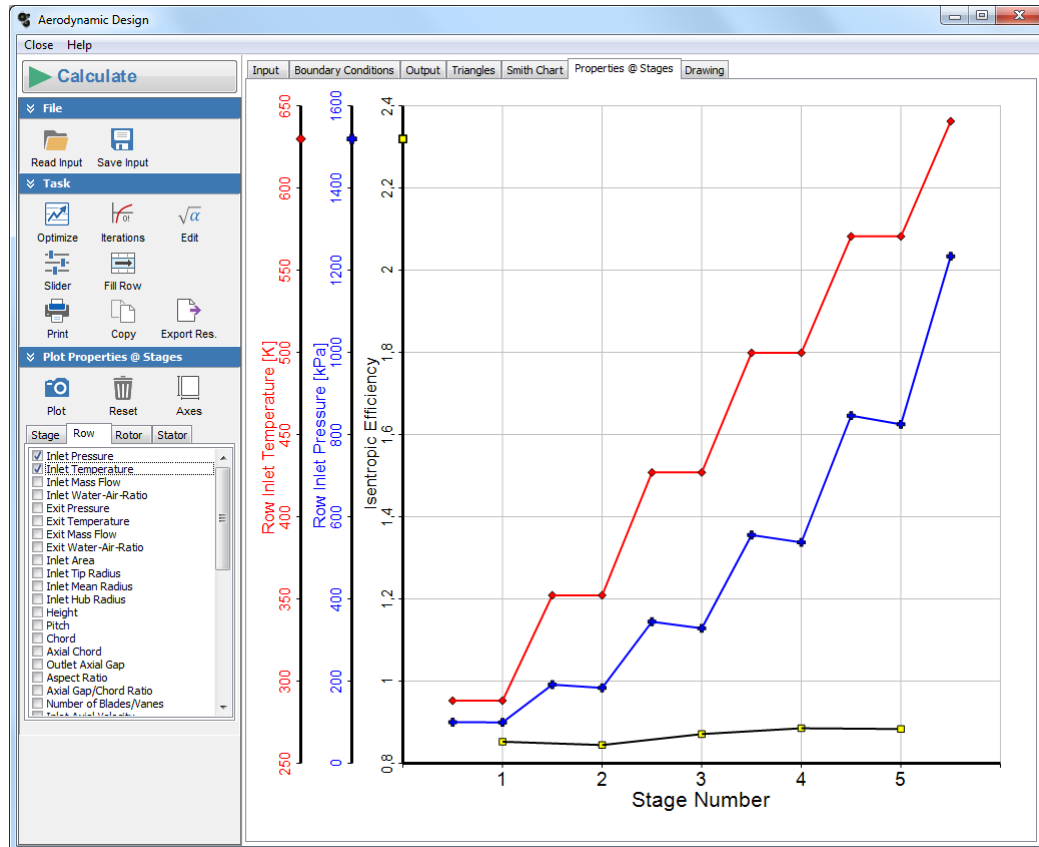 Aerodynamic Design
Close Help
Calculate
File
Read Input Save Input
Task
Optimize Iterations Edit
Slider Fill Row
Print Copy Export Res.
Plot Properties @ Stages
Plot Reset Axes
Stage Row Rotor Stator
Inlet Pressure
Inlet Temperature
Inlet Mass Flow
Inlet Water-Air-Ratio
Exit Pressure
Exit Temperature
Exit Mass Flow
Exit Water-Air-Ratio
Inlet Area
Inlet Tip Radius
Inlet Mean Radius
Inlet Hub Radius
Height
Pitch
Chord
Axial Chord
Outlet Axial Gap
Aspect Ratio
Axial Gap/Chord Ratio
Number of Blades/Vanes
Inlet Axial Velocity
Input Boundary Conditions Output Triangles Smith Chart Properties @ Stages Drawing
Row Inlet Temperature [K]
250 300 350 400 450 500 550 600 650
Row Inlet Pressure [kPa]
0 200 400 600 800 1000 1200 1400 1600
Isentropic Efficiency
0.8 1 1.2 1.4 1.6 1.8 2 2.2 2.4
1 2 3 4 5
Stage Number